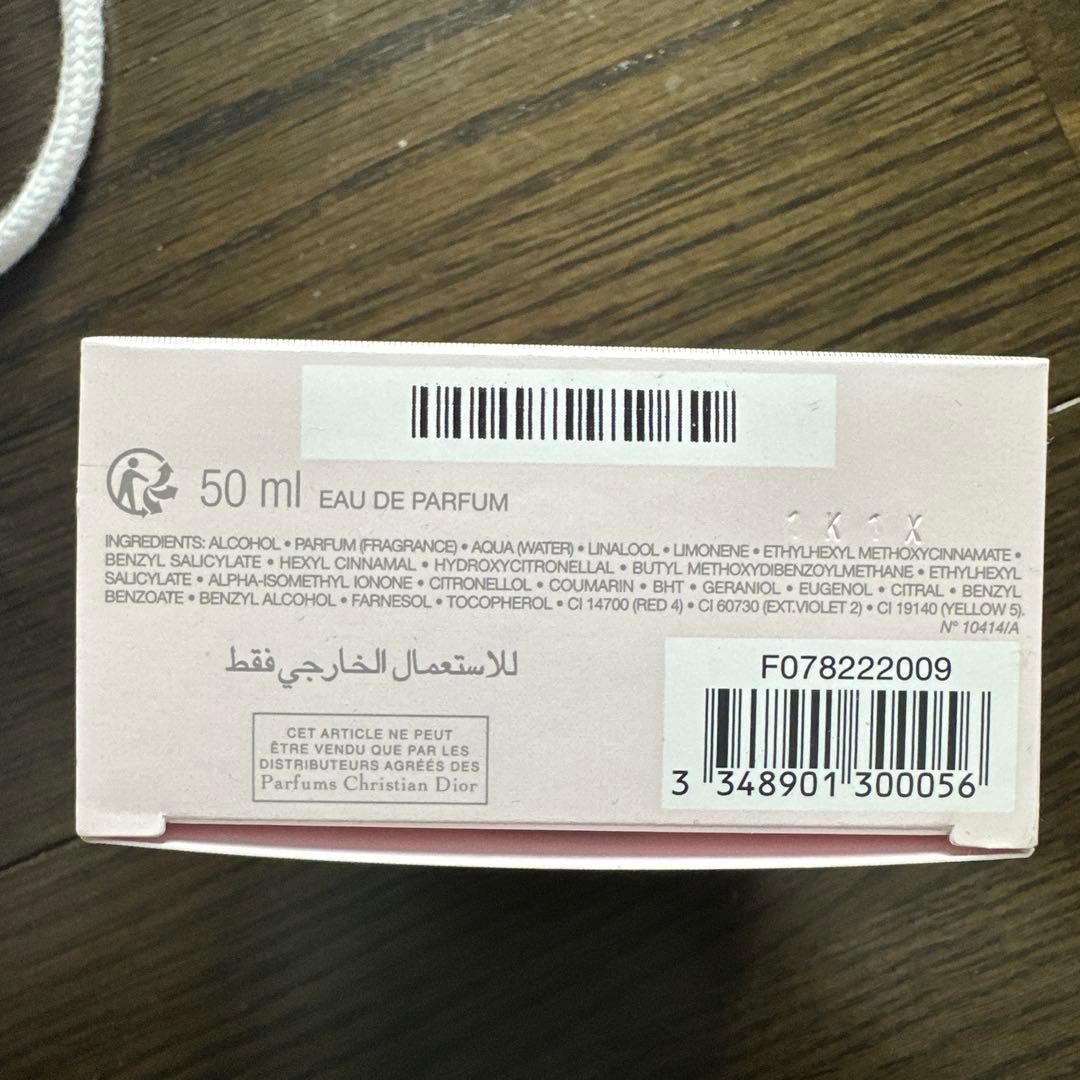 50 ml EAU DE PARFUM
1 K 1 X
INGREDIENTS: ALCOHOL • PARFUM (FRAGRANCE) • AQUA (WATER) • LINALOOL • LIMONENE • ETHYLHEXYL METHOXYCINNAMATE •
BENZYL SALICYLATE • HEXYL CINNAMAL • HYDROXYCITRONELLAL • BUTYL METHOXYDIBENZOYLMETHANE • ETHYLHEXYL
SALICYLATE • ALPHA-ISOMETHYL IONONE • CITRONELLOL • COUMARIN • BHT • GERANIOL • EUGENOL • CITRAL • BENZYL
BENZOATE • BENZYL ALCOHOL • FARNESOL • TOCOPHEROL • CI 14700 (RED 4) • CI 60730 (EXT.VIOLET 2) • CI 19140 (YELLOW 5).
N° 10414/A
للاستعمال الخارجي فقط
CET ARTICLE NE PEUT
ÊTRE VENDU QUE PAR LES
DISTRIBUTEURS AGRÉÉS DES
Parfums Christian Dior
F078222009
3 348901 300056